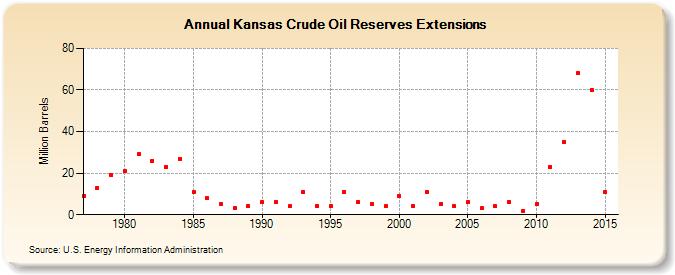 Annual Kansas Crude Oil Reserves Extensions
Million Barrels
80
60
40
20
0
1980 1985 1990 1995 2000 2005 2010 2015
Source: U.S. Energy Information Administration